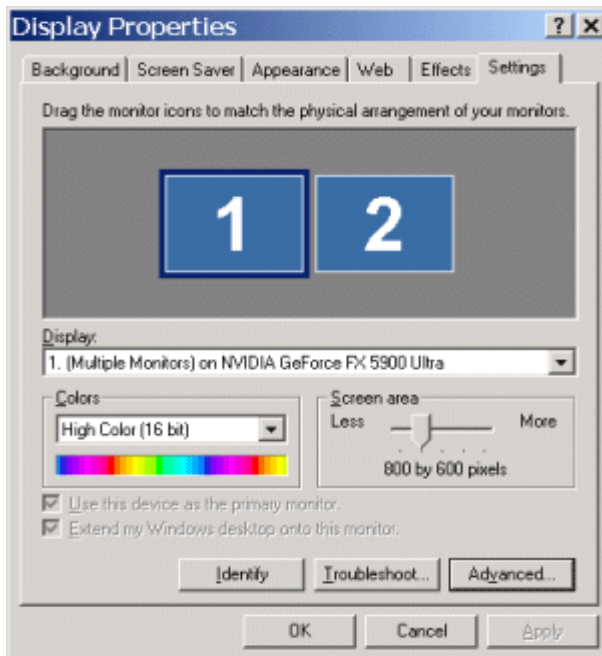 Display Properties
Background Screen Saver Appearance Web Effects Settings
Drag the monitor icons to match the physical arrangement of your monitors.
1 2
Display:
1. (Multiple Monitors) on NVIDIA GeForce FX 5900 Ultra
Colors
High Color (16 bit)
Screen area
Less More
800 by 600 pixels
Use this device as the primary monitor.
Extend my Windows desktop onto this monitor.
Identify Troubleshoot... Advanced...
OK Cancel Apply